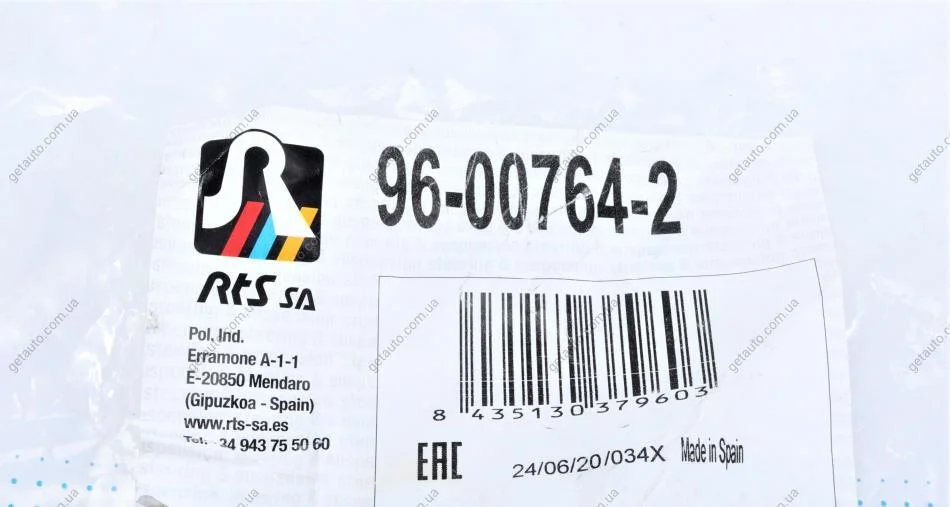 96-00764-2
RtS SA
Pol. Ind.
Erramone A-1-1
E-20850 Mendaro
(Gipuzkoa - Spain)
www.rts-sa.es
Tel: 34 943 75 50 60
8 435130 379603
EAC
24/06/20/034X
Made in Spain
getauto.com.ua